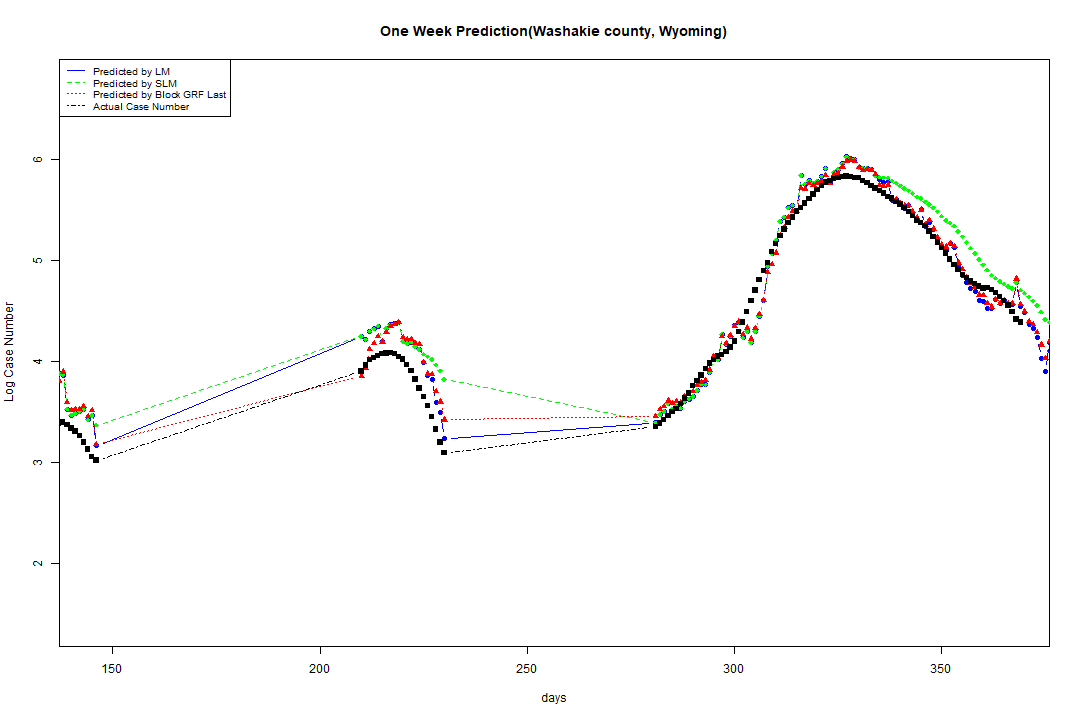 One Week Prediction(Washakie county, Wyoming)
Predicted by LM
Predicted by SLM
Predicted by Block GRF Last
Actual Case Number
6
5
4
3
2
Log Case Number
150 200 250 300 350
days